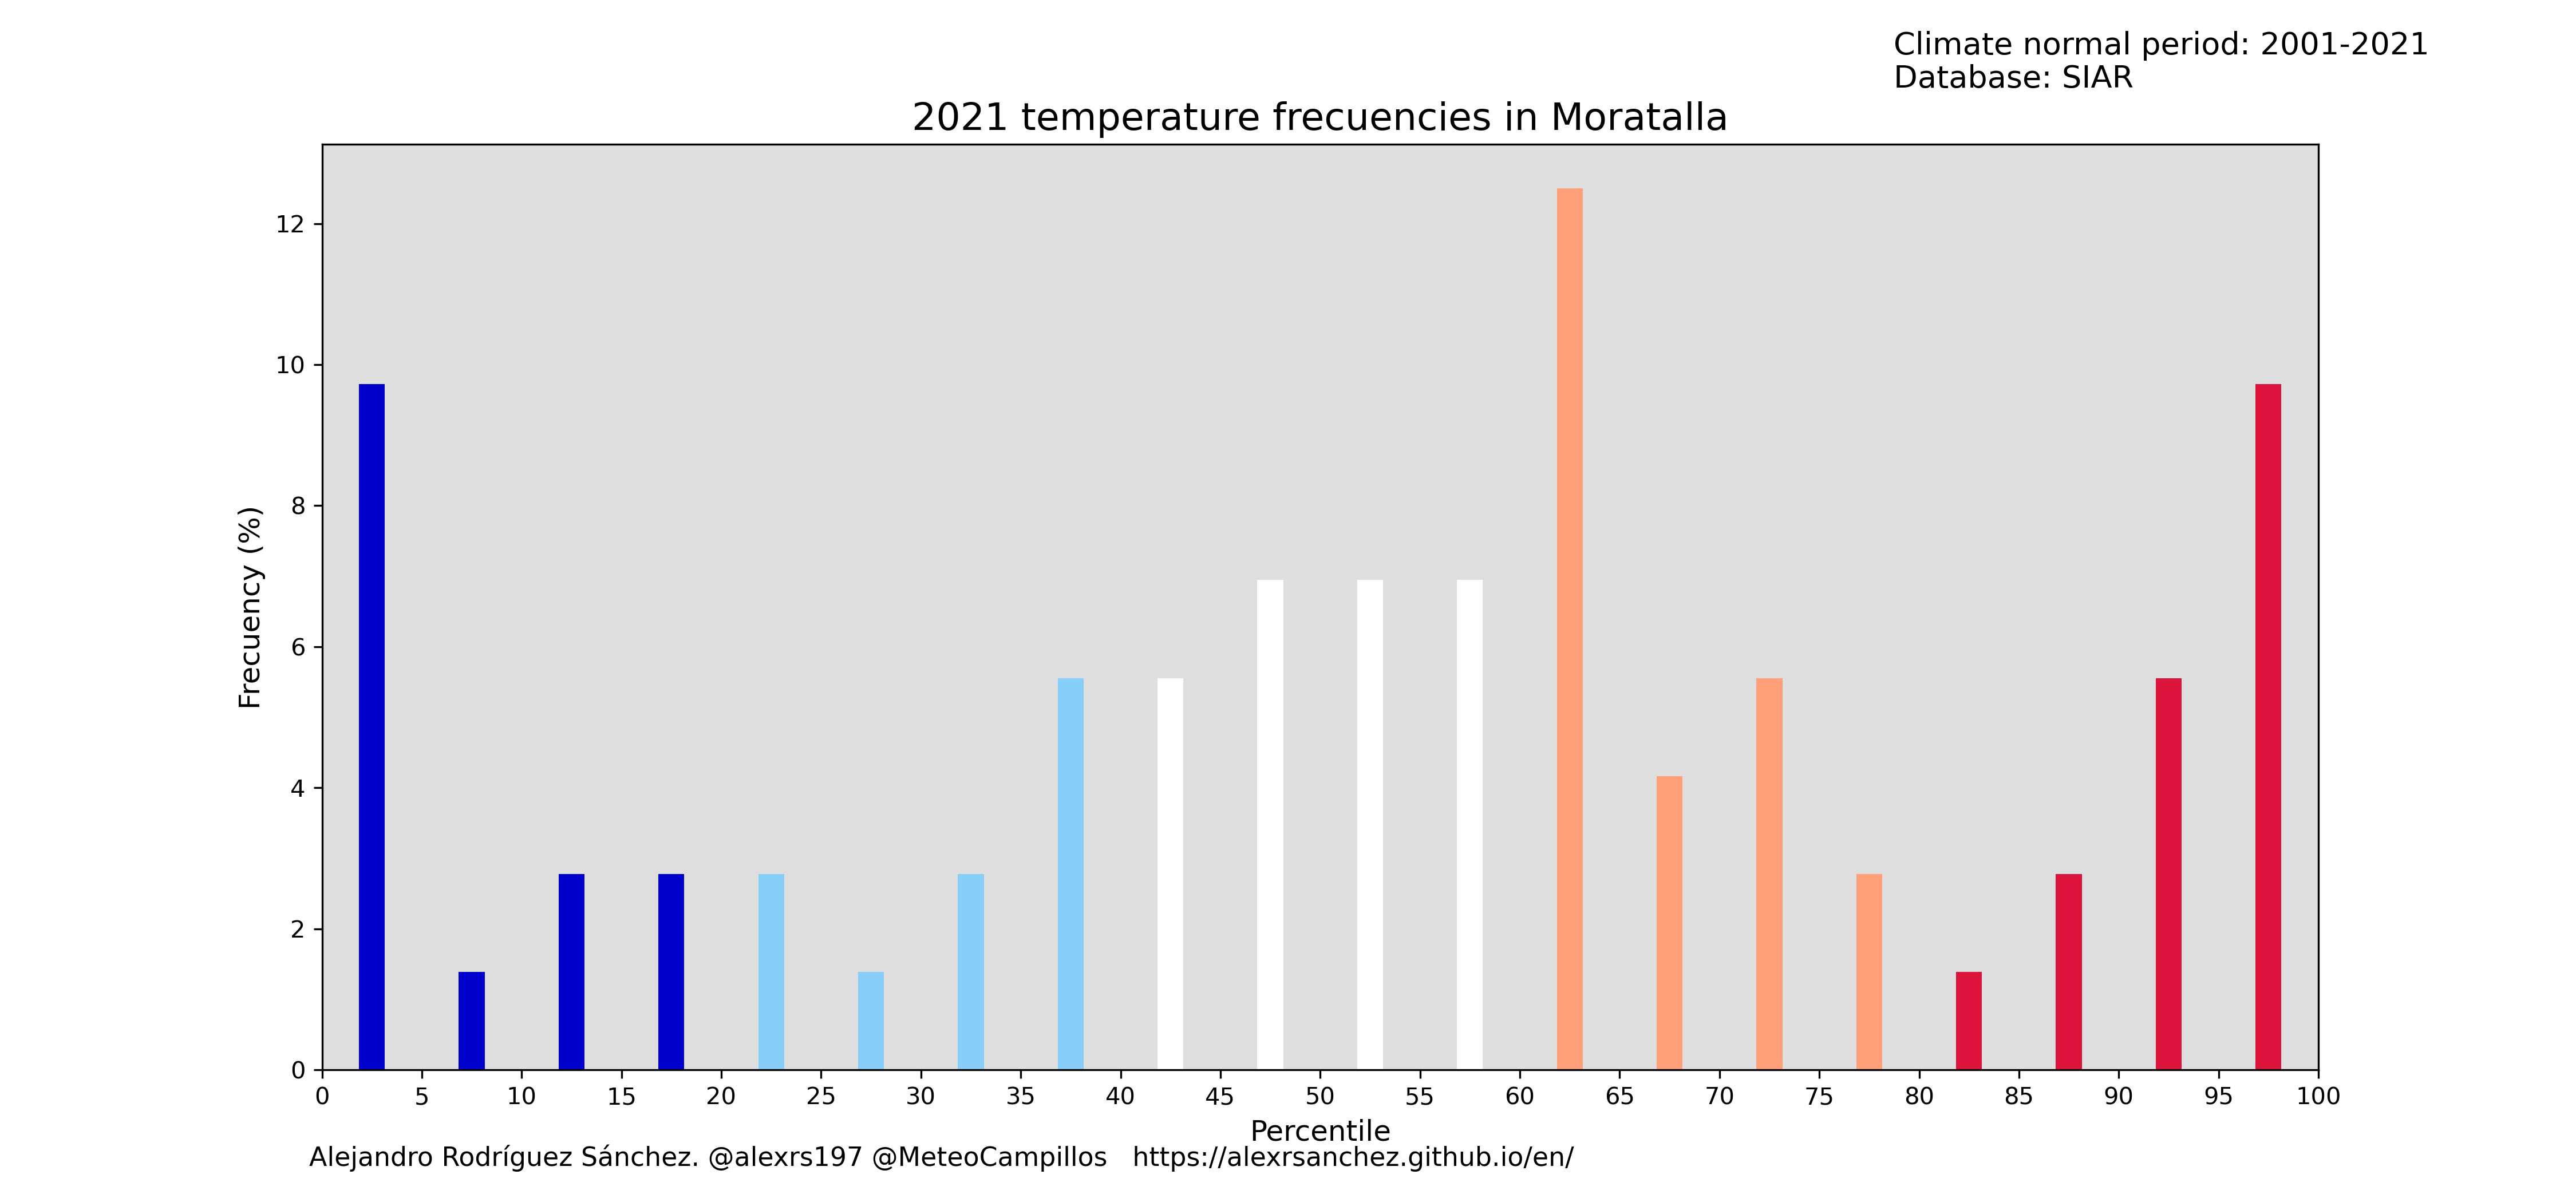 Climate normal period: 2001-2021
Database: SIAR
2021 temperature frecuencies in Moratalla
Frecuency (%)
12
10
8
6
4
2
0
0 5 10 15 20 25 30 35 40 45 50 55 60 65 70 75 80 85 90 95 100
Percentile
Alejandro Rodríguez Sánchez. @alexrs197 @MeteoCampillos https://alexrsanchez.github.io/en/